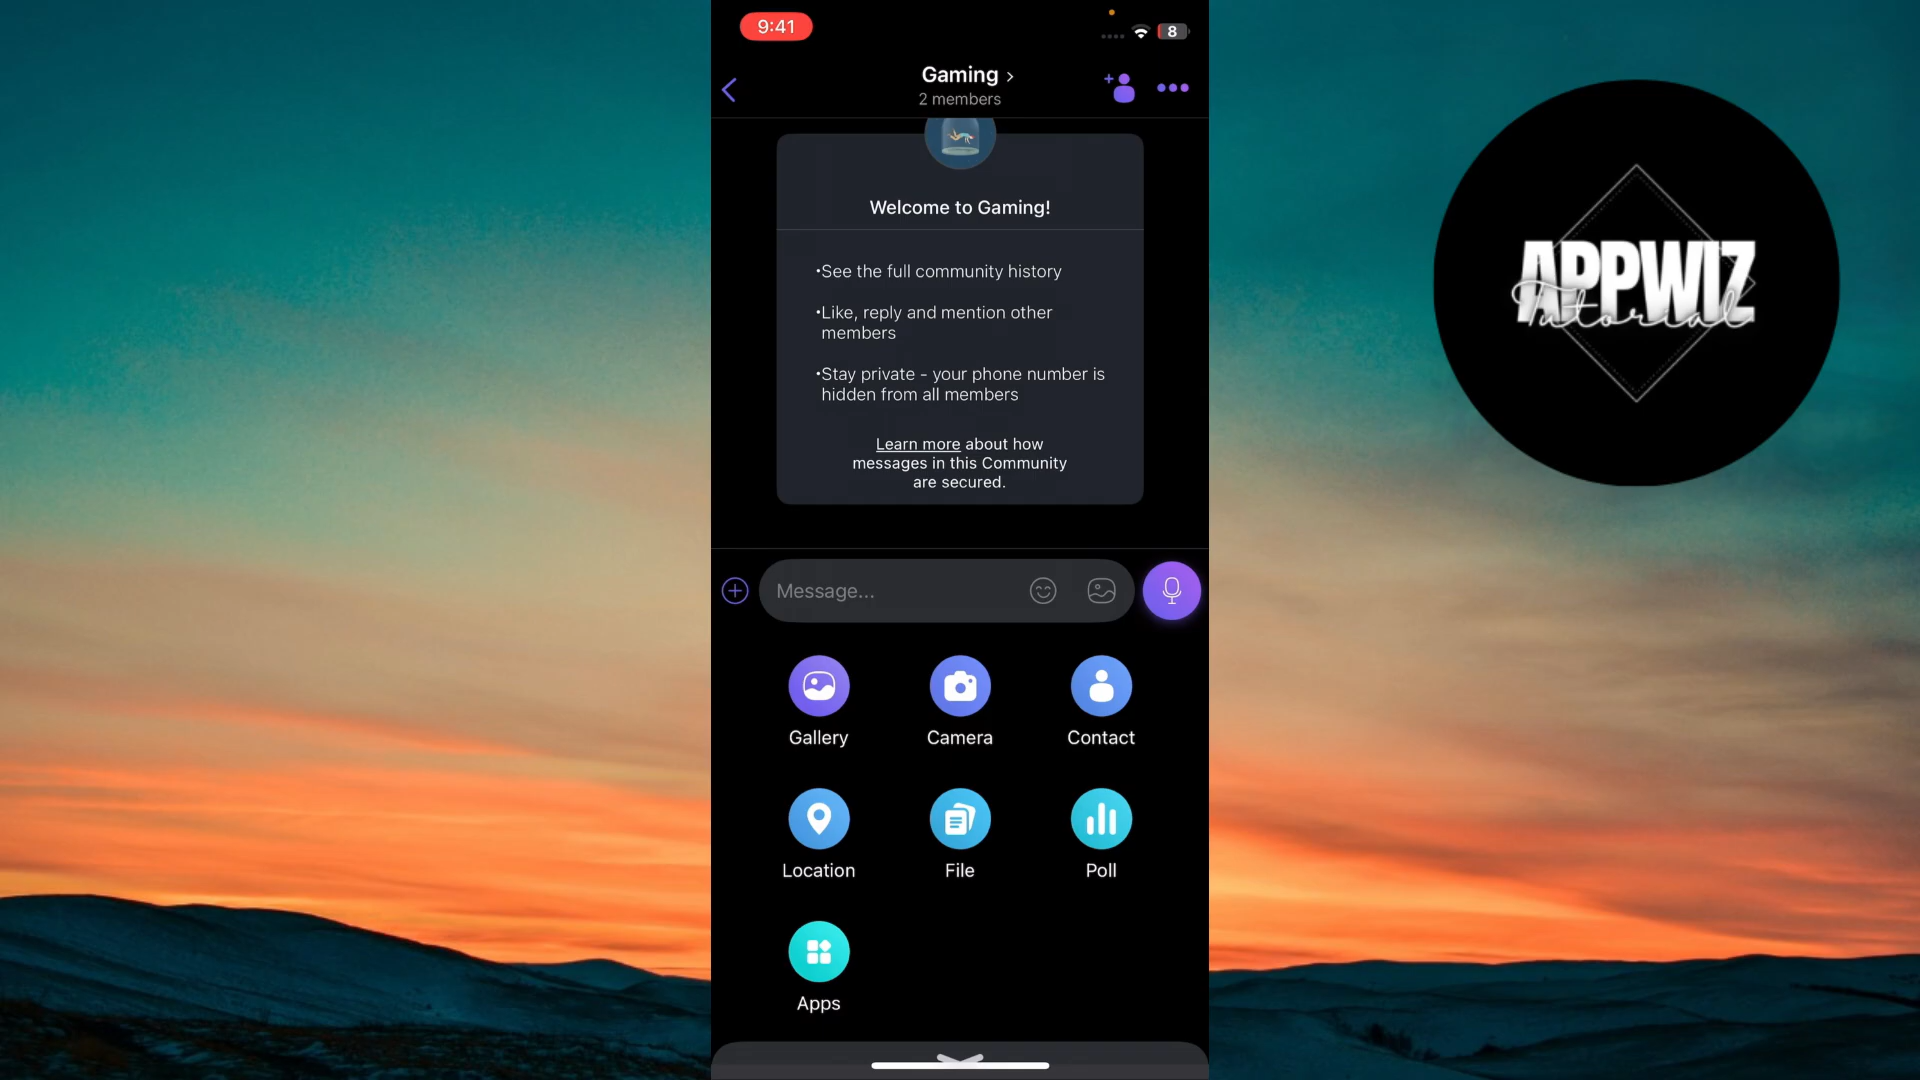 9:41
8
Gaming
2 members
Welcome to Gaming!
•See the full community history
•Like, reply and mention other
members
•Stay private - your phone number is
hidden from all members
Learn more about how
messages in this Community
are secured.
Message...
Gallery
Camera
Contact
Location
File
Poll
Apps
APPWIZ
Tutorial